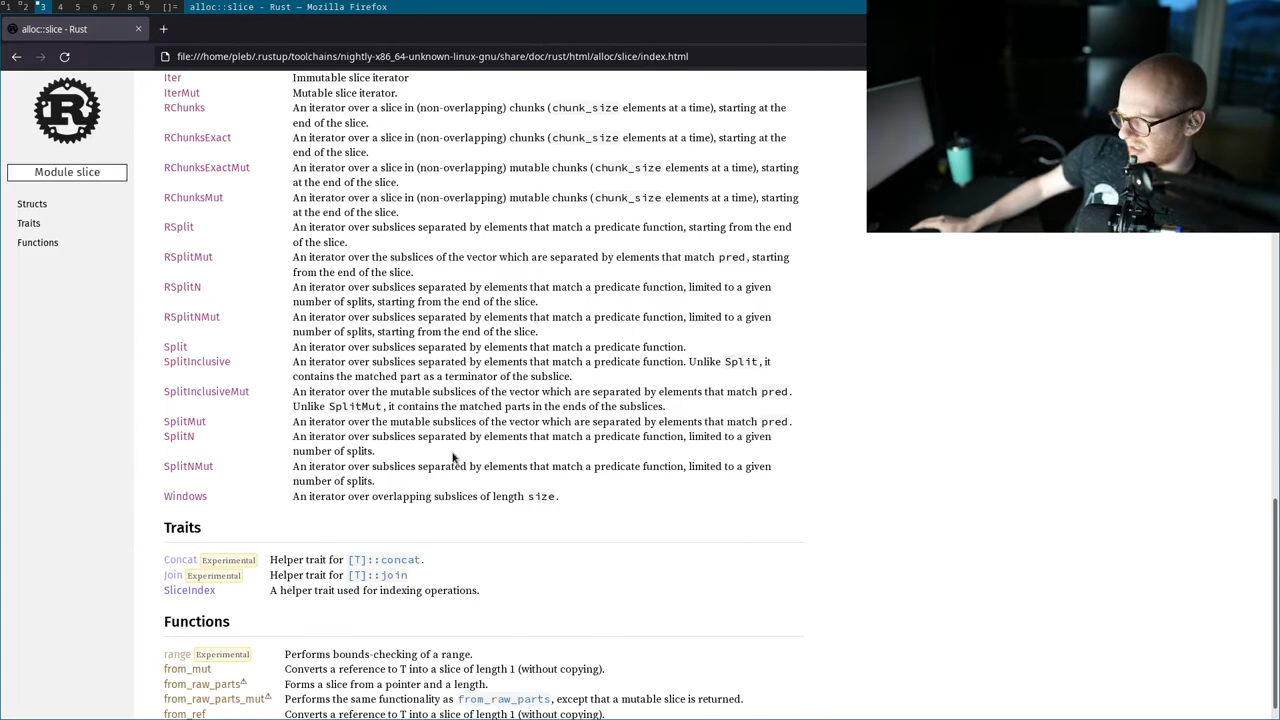 1 2 3 4 5 6 7 8 9 []= alloc::slice - Rust — Mozilla Firefox
alloc::slice - Rust
file:///home/pleb/.rustup/toolchains/nightly-x86_64-unknown-linux-gnu/share/doc/rust/html/alloc/slice/index.html
Module slice
Structs
Traits
Functions
Iter Immutable slice iterator
IterMut Mutable slice iterator.
RChunks An iterator over a slice in (non-overlapping) chunks (chunk_size elements at a time), starting at the
end of the slice.
RChunksExact An iterator over a slice in (non-overlapping) chunks (chunk_size elements at a time), starting at the
end of the slice.
RChunksExactMut An iterator over a slice in (non-overlapping) mutable chunks (chunk_size elements at a time), starting
at the end of the slice.
RChunksMut An iterator over a slice in (non-overlapping) mutable chunks (chunk_size elements at a time), starting
at the end of the slice.
RSplit An iterator over subslices separated by elements that match a predicate function, starting from the end
of the slice.
RSplitMut An iterator over the subslices of the vector which are separated by elements that match pred, starting
from the end of the slice.
RSplitN An iterator over subslices separated by elements that match a predicate function, limited to a given
number of splits, starting from the end of the slice.
RSplitNMut An iterator over subslices separated by elements that match a predicate function, limited to a given
number of splits, starting from the end of the slice.
Split An iterator over subslices separated by elements that match a predicate function.
SplitInclusive An iterator over subslices separated by elements that match a predicate function. Unlike Split, it
contains the matched part as a terminator of the subslice.
SplitInclusiveMut An iterator over the mutable subslices of the vector which are separated by elements that match pred.
Unlike SplitMut, it contains the matched parts in the ends of the subslices.
SplitMut An iterator over the mutable subslices of the vector which are separated by elements that match pred.
SplitN An iterator over subslices separated by elements that match a predicate function, limited to a given
number of splits.
SplitNMut An iterator over subslices separated by elements that match a predicate function, limited to a given
number of splits.
Windows An iterator over overlapping subslices of length size.
Traits
Concat Experimental Helper trait for [T]::concat.
Join Experimental Helper trait for [T]::join
SliceIndex A helper trait used for indexing operations.
Functions
range Experimental Performs bounds-checking of a range.
from_mut Converts a reference to T into a slice of length 1 (without copying).
from_raw_parts⚠ Forms a slice from a pointer and a length.
from_raw_parts_mut⚠ Performs the same functionality as from_raw_parts, except that a mutable slice is returned.
from_ref Converts a reference to T into a slice of length 1 (without copying).